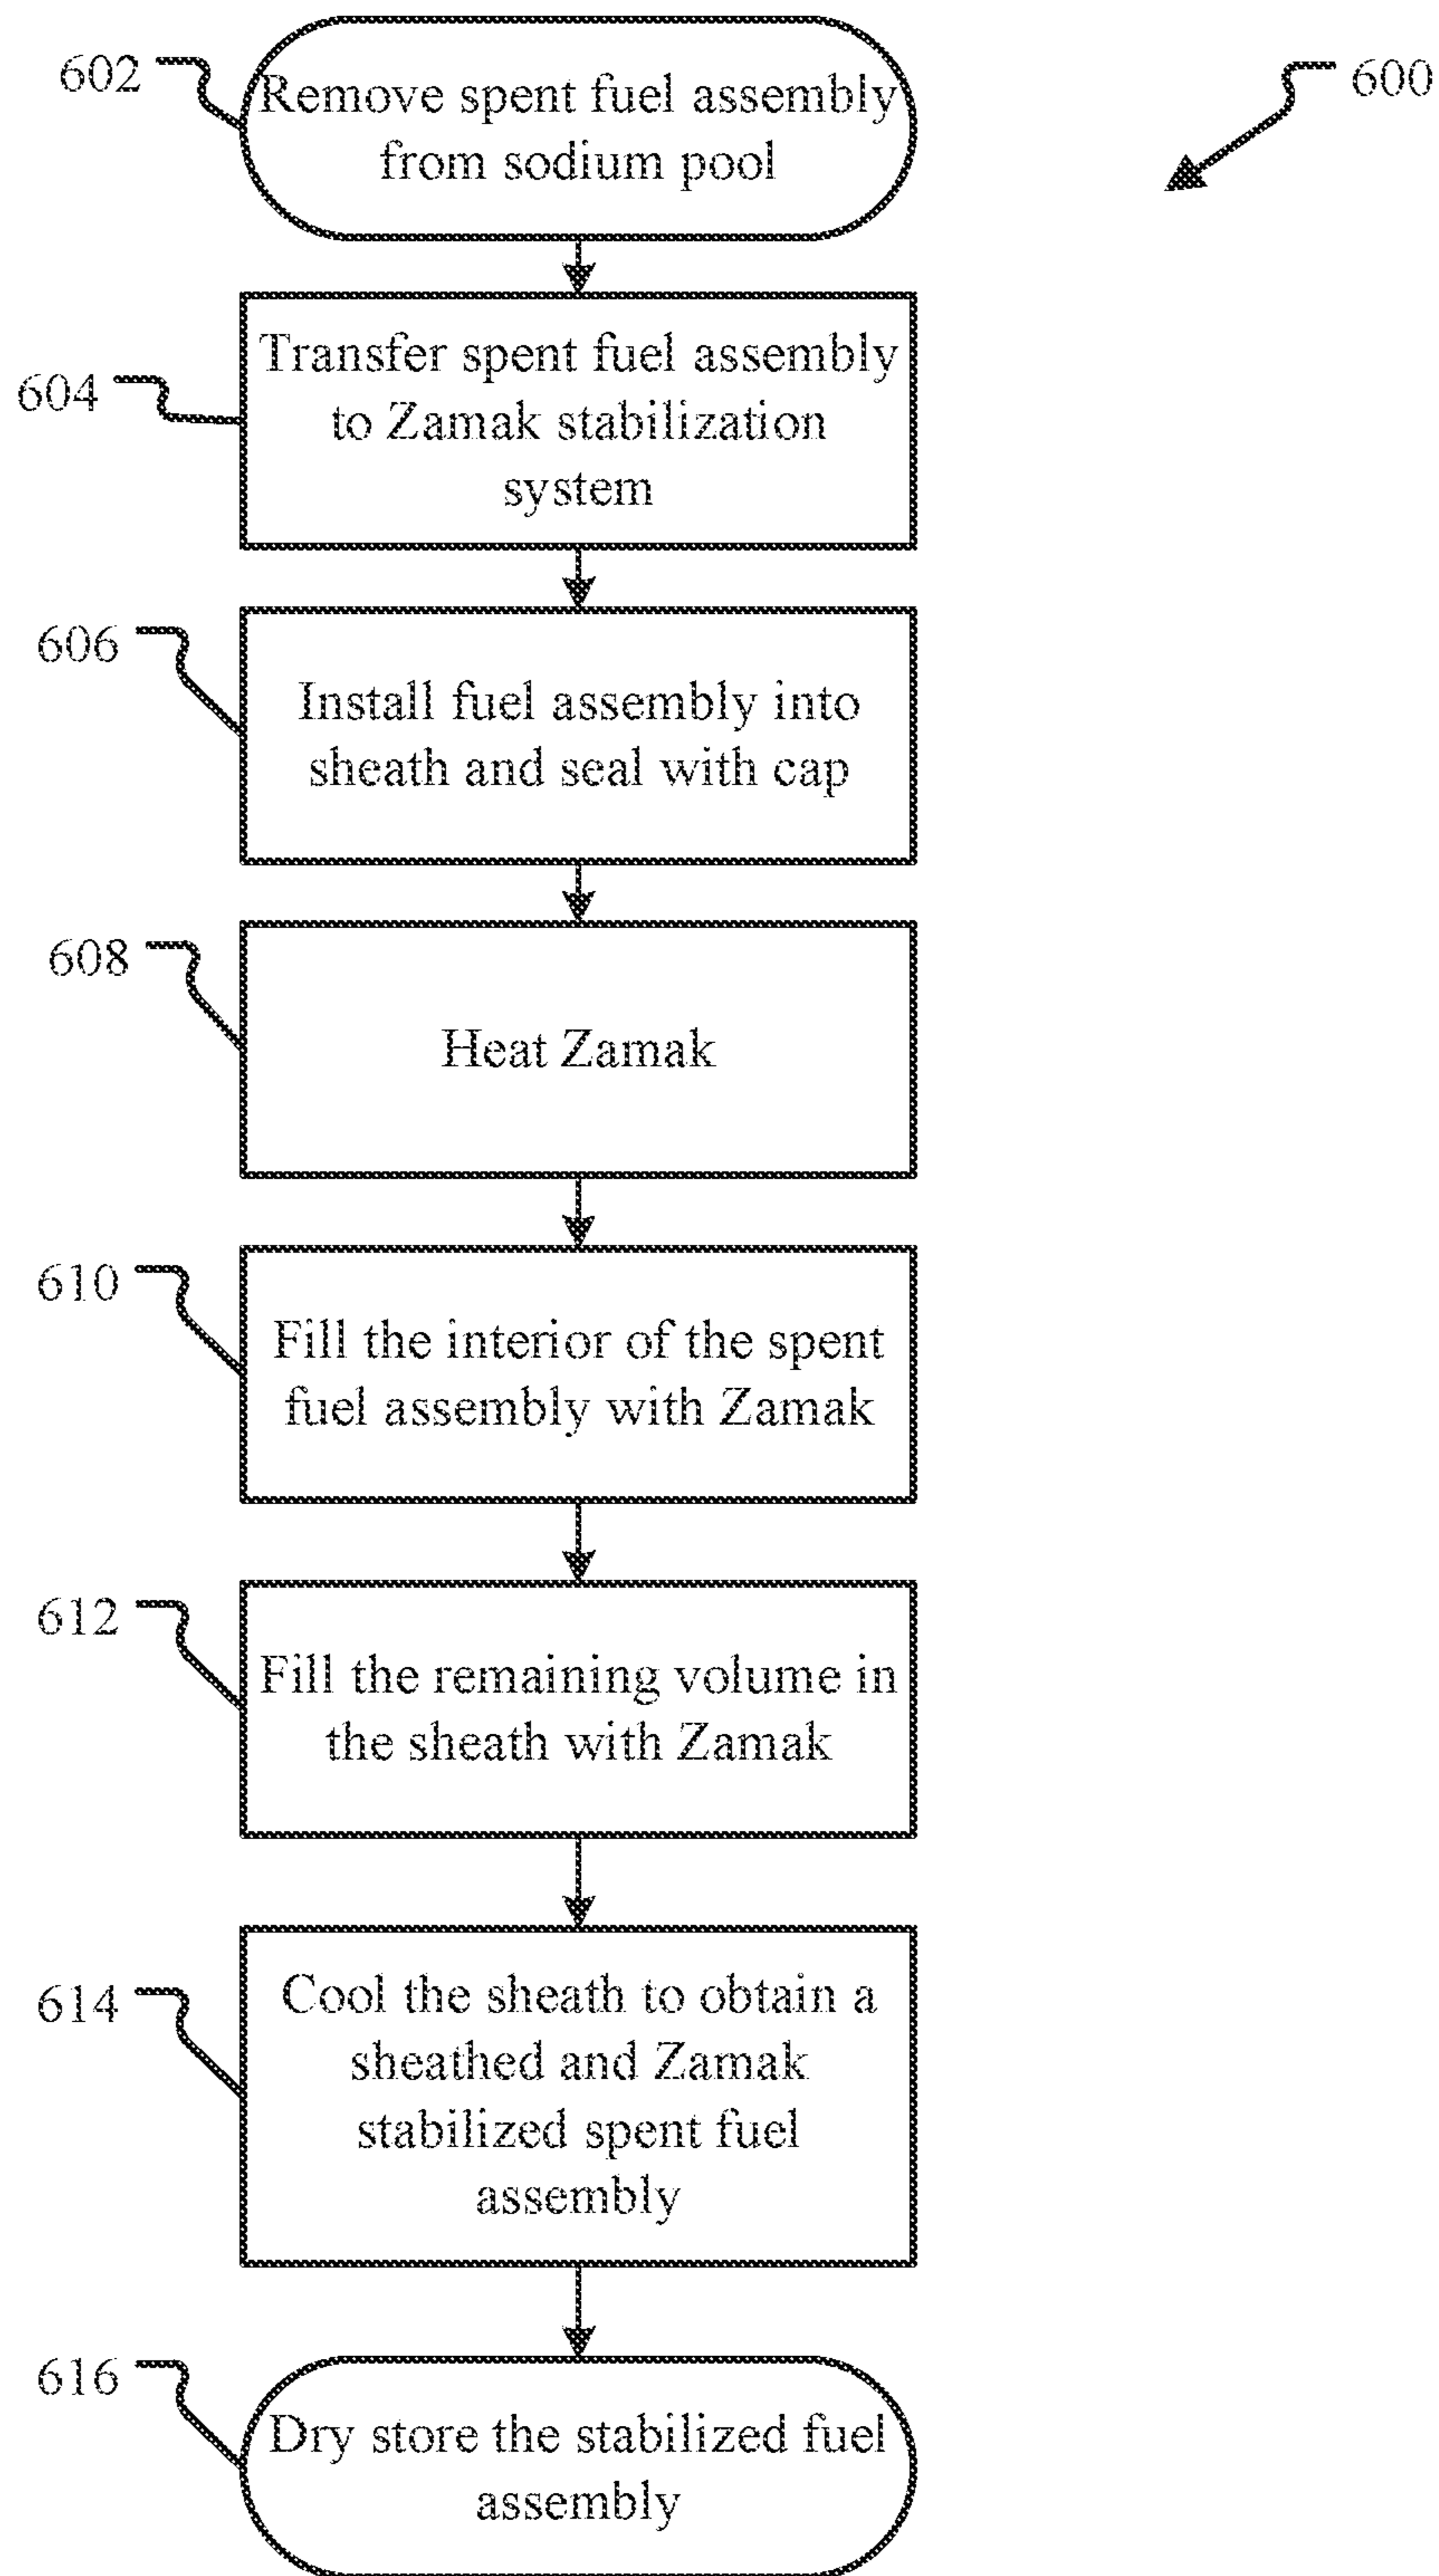 602
Remove spent fuel assembly
from sodium pool
600
604
Transfer spent fuel assembly
to Zamak stabilization
system
606
Install fuel assembly into
sheath and seal with cap
608
Heat Zamak
610
Fill the interior of the spent
fuel assembly with Zamak
612
Fill the remaining volume in
the sheath with Zamak
614
Cool the sheath to obtain a
sheathed and Zamak
stabilized spent fuel
assembly
616
Dry store the stabilized fuel
assembly